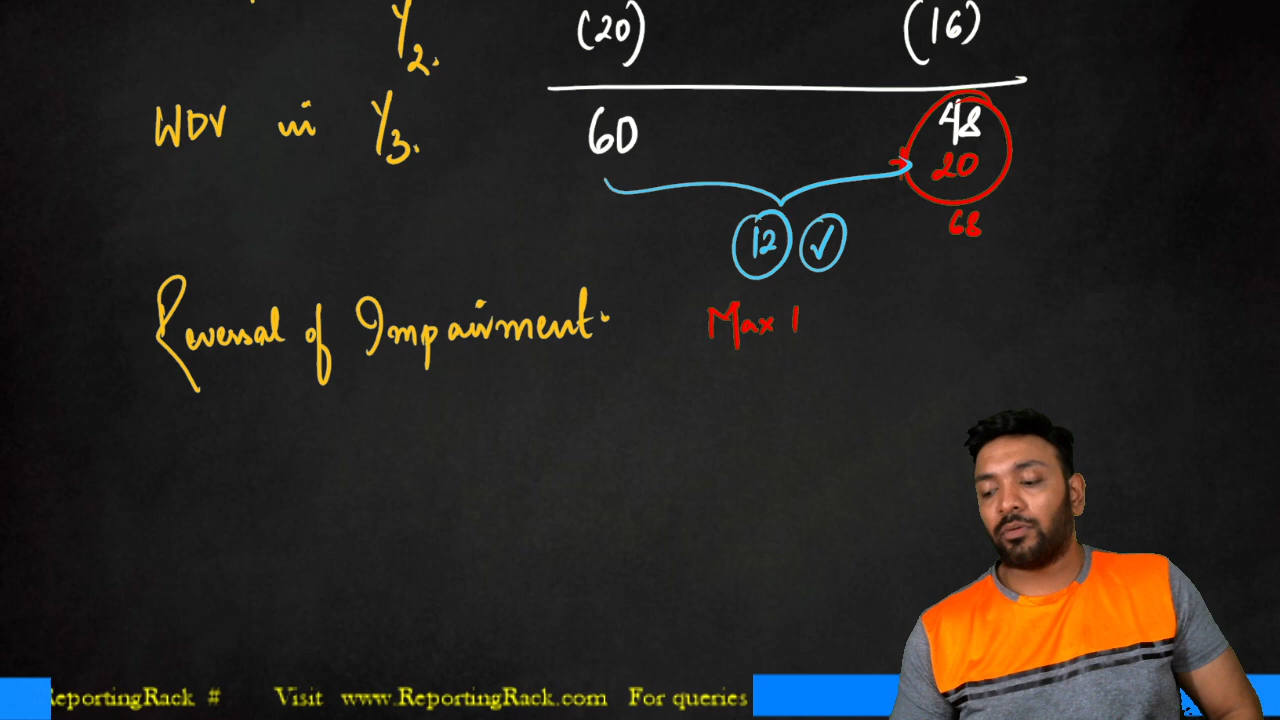 Y2. (20) (16)
WDV in Y3. 60 48
20
12 ✓ 68
Reversal of Impairment. Max 1
ReportingRack # Visit www.ReportingRack.com For queries